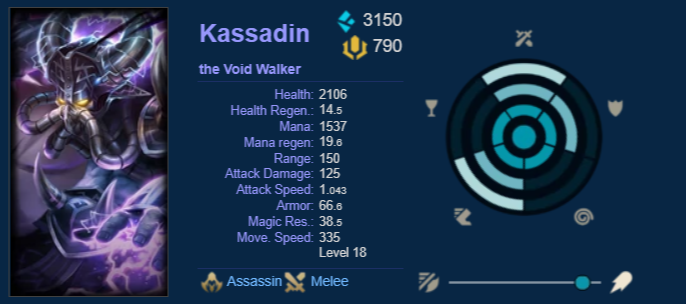 Kassadin
3150
790
the Void Walker
Health: 2106
Health Regen.: 14.5
Mana: 1537
Mana regen: 19.6
Range: 150
Attack Damage: 125
Attack Speed: 1.043
Armor: 66.6
Magic Res.: 38.5
Move. Speed: 335
Level 18
Assassin Melee